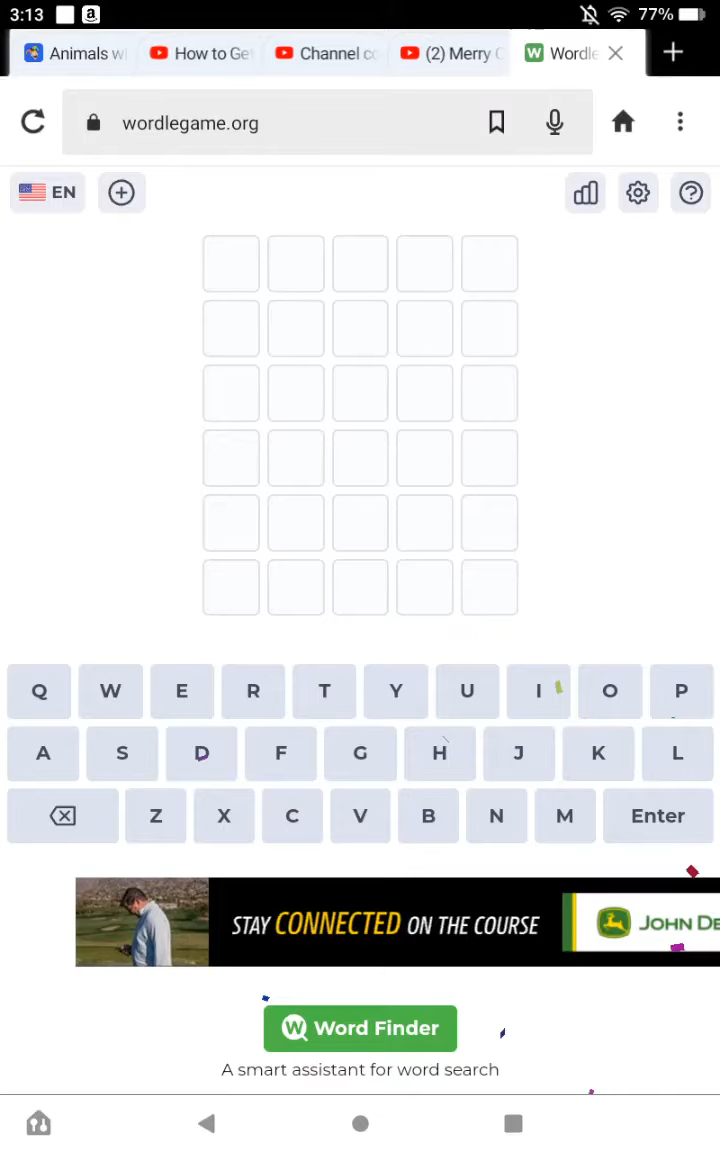 3:13 a 77%
Animals w How to Get Channel co (2) Merry C Wordle
wordlegame.org
EN
Q W E R T Y U I O P
A S D F G H J K L
Z X C V B N M Enter
STAY CONNECTED ON THE COURSE JOHN DE
W Word Finder
A smart assistant for word search